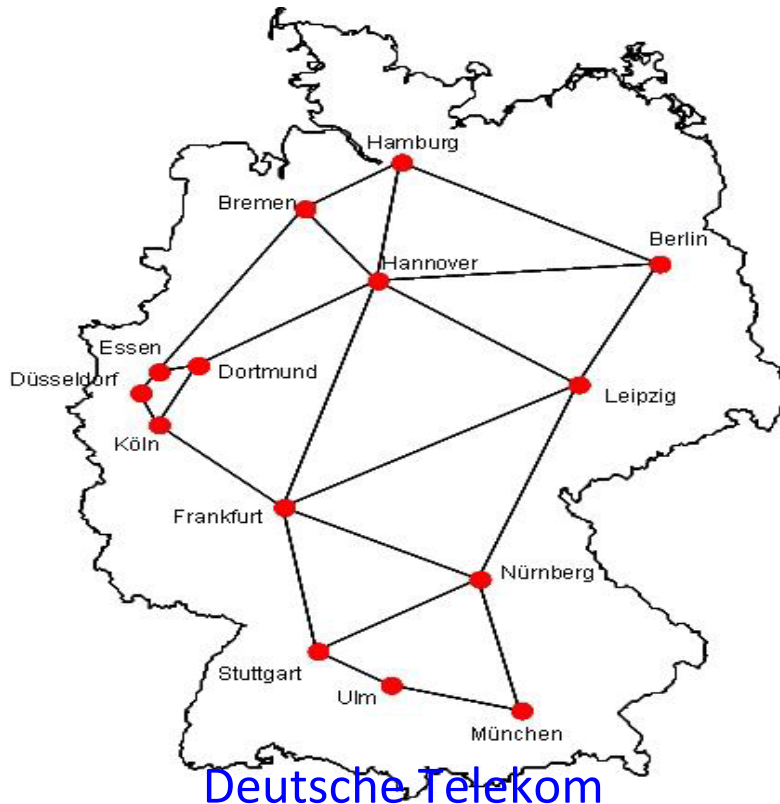 Hamburg
Bremen
Berlin
Hannover
Essen
Dortmund
Düsseldorf
Leipzig
Köln
Frankfurt
Nürnberg
Stuttgart
Ulm
München
Deutsche Telekom